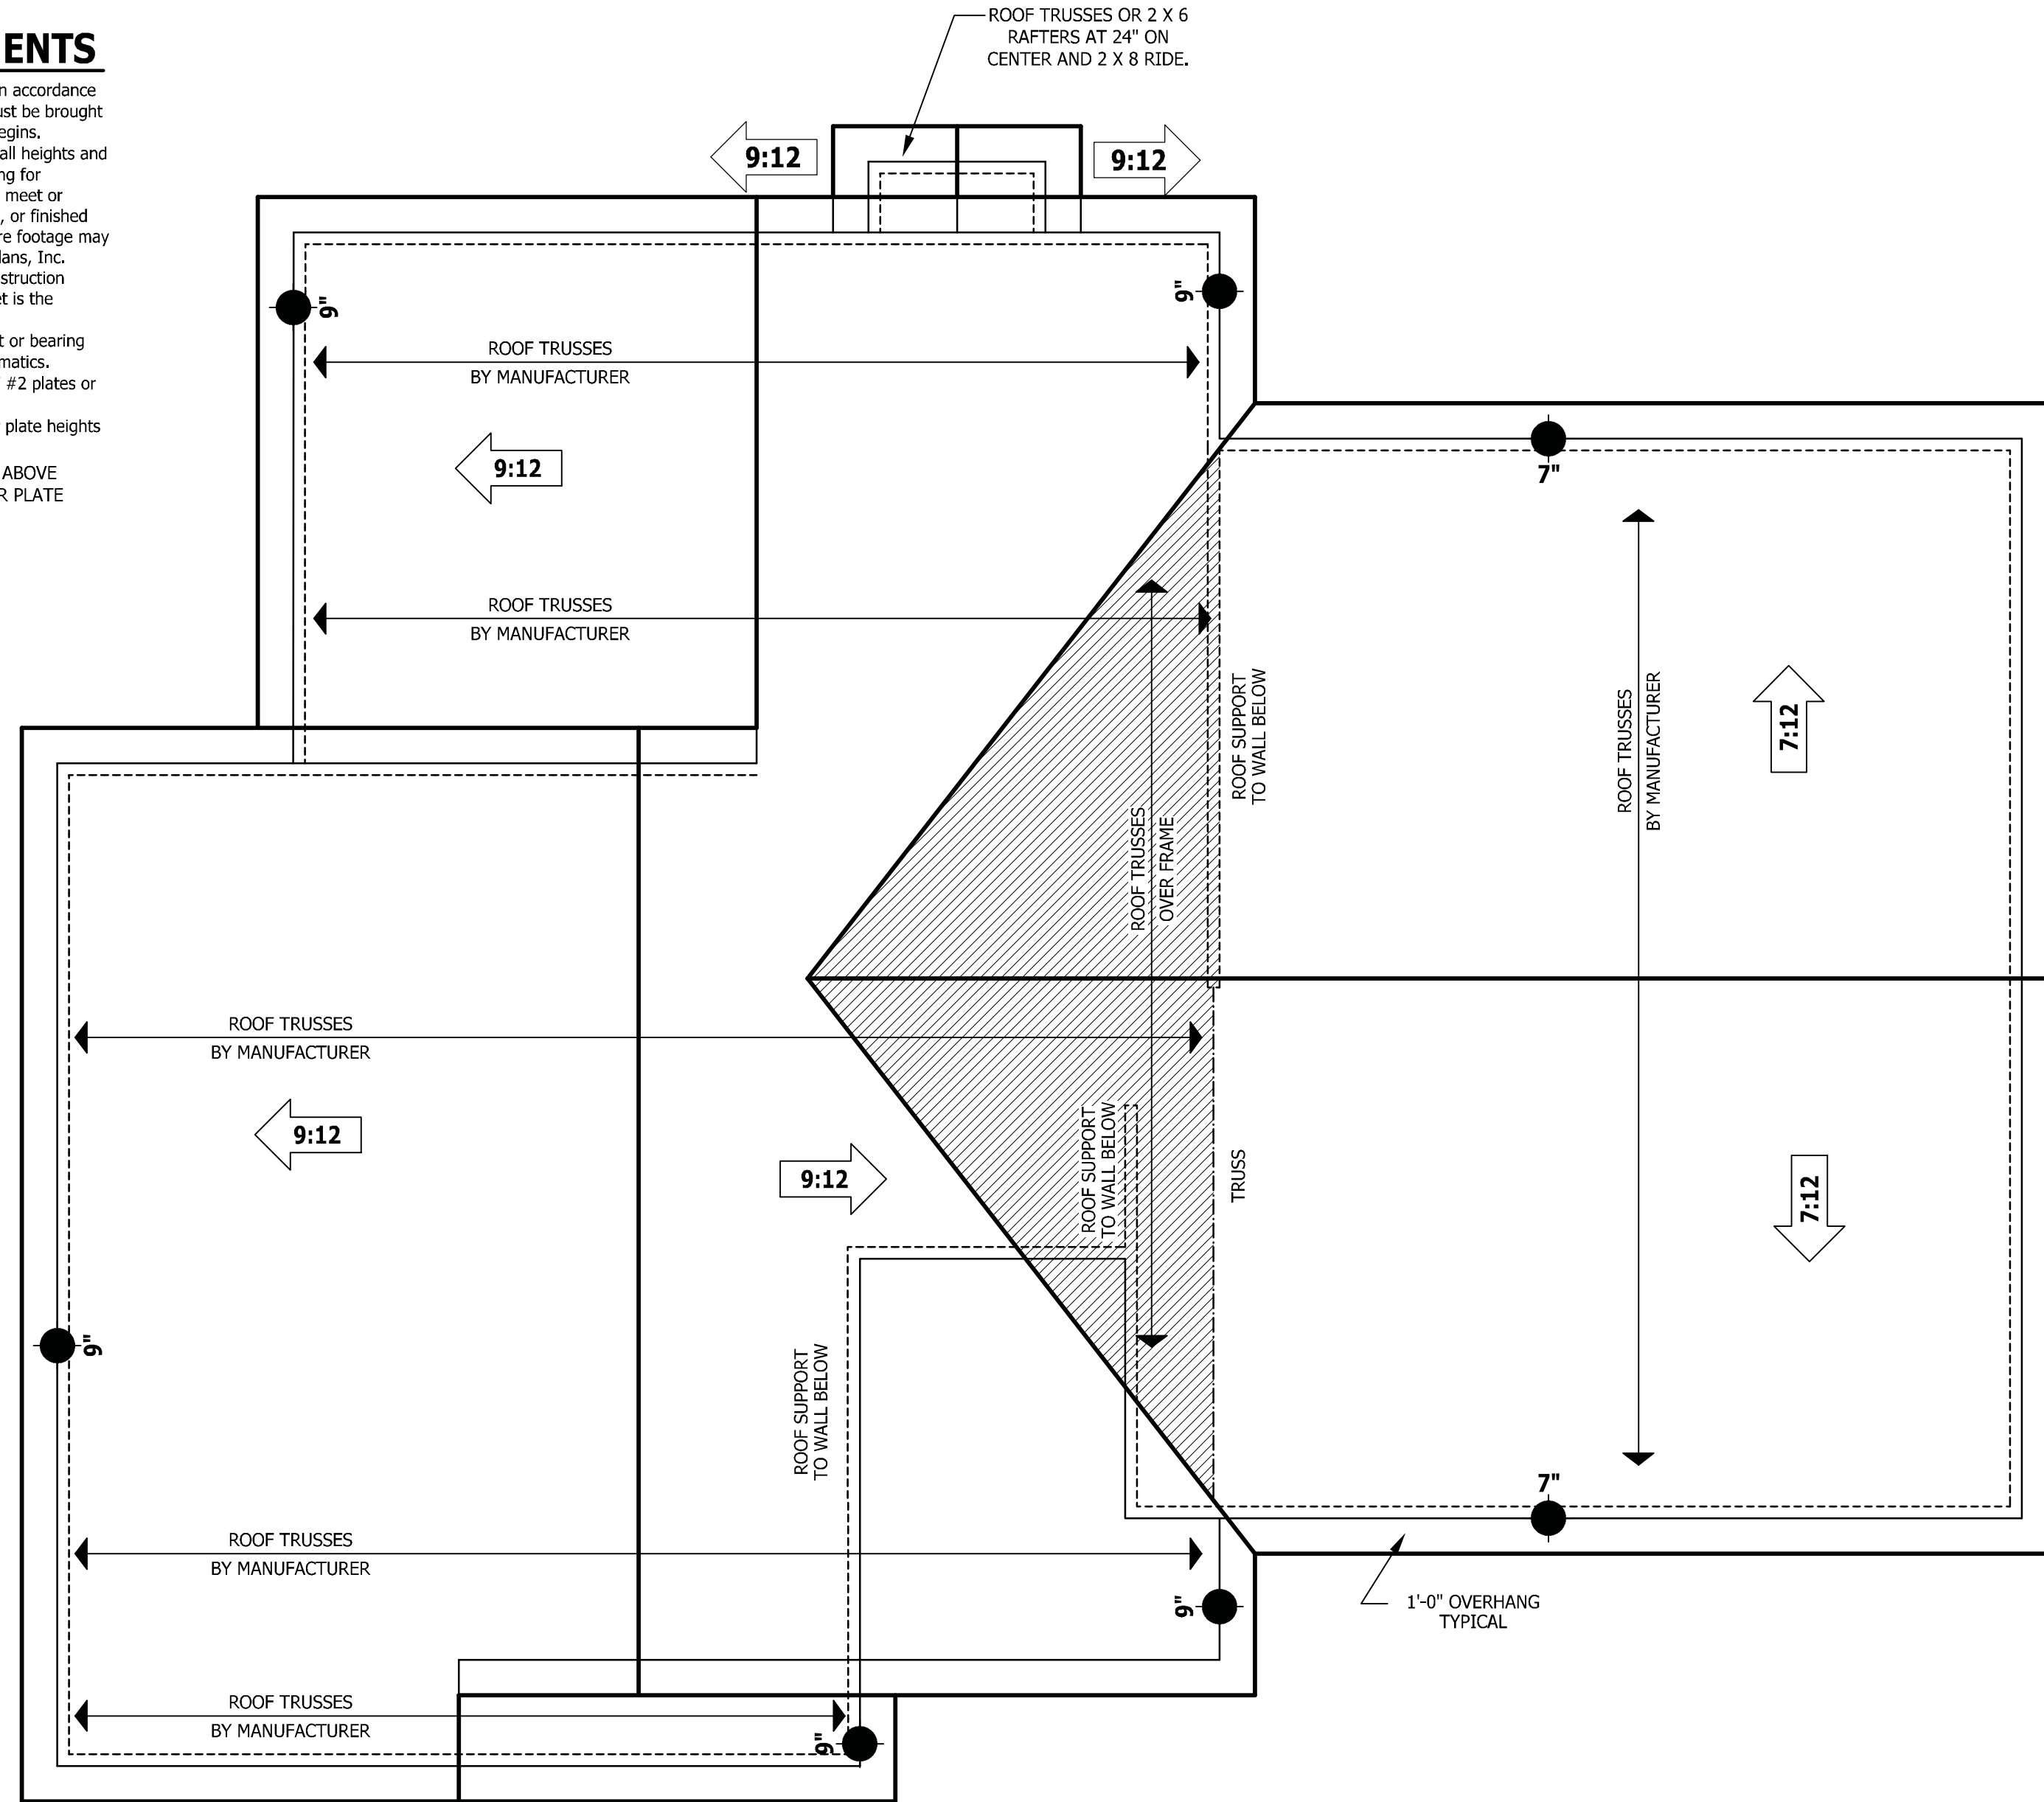 ENTS
n accordance
ust be brought
egins.
all heights and
ng for
meet or
, or finished
re footage may
lans, Inc.
struction
et is the
t or bearing
matics.
#2 plates or
plate heights
ABOVE
R PLATE
ROOF TRUSSES OR 2 X 6
RAFTERS AT 24" ON
CENTER AND 2 X 8 RIDE.
9:12
9:12
9"
9"
ROOF TRUSSES
BY MANUFACTURER
9:12
7"
ROOF TRUSSES
BY MANUFACTURER
ROOF SUPPORT
TO WALL BELOW
ROOF TRUSSES
BY MANUFACTURER
7:12
ROOF TRUSSES
OVER FRAME
ROOF TRUSSES
BY MANUFACTURER
9:12
9:12
ROOF SUPPORT
TO WALL BELOW
TRUSS
7:12
9"
ROOF SUPPORT
TO WALL BELOW
7"
ROOF TRUSSES
BY MANUFACTURER
9"
1'-0" OVERHANG
TYPICAL
ROOF TRUSSES
BY MANUFACTURER
9"